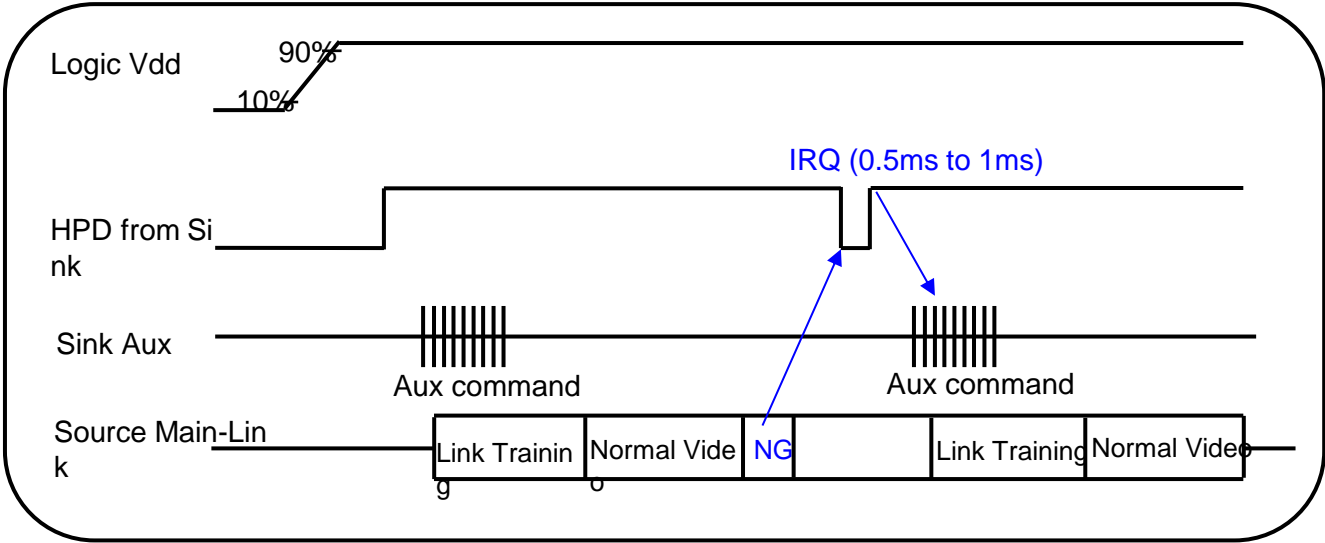 Logic Vdd
90%
10%
IRQ (0.5ms to 1ms)
HPD from Si
nk
Sink Aux
Aux command
Aux command
Source Main-Lin
k
Link Trainin
g
Normal Vide
o
NG
Link Training
Normal Video